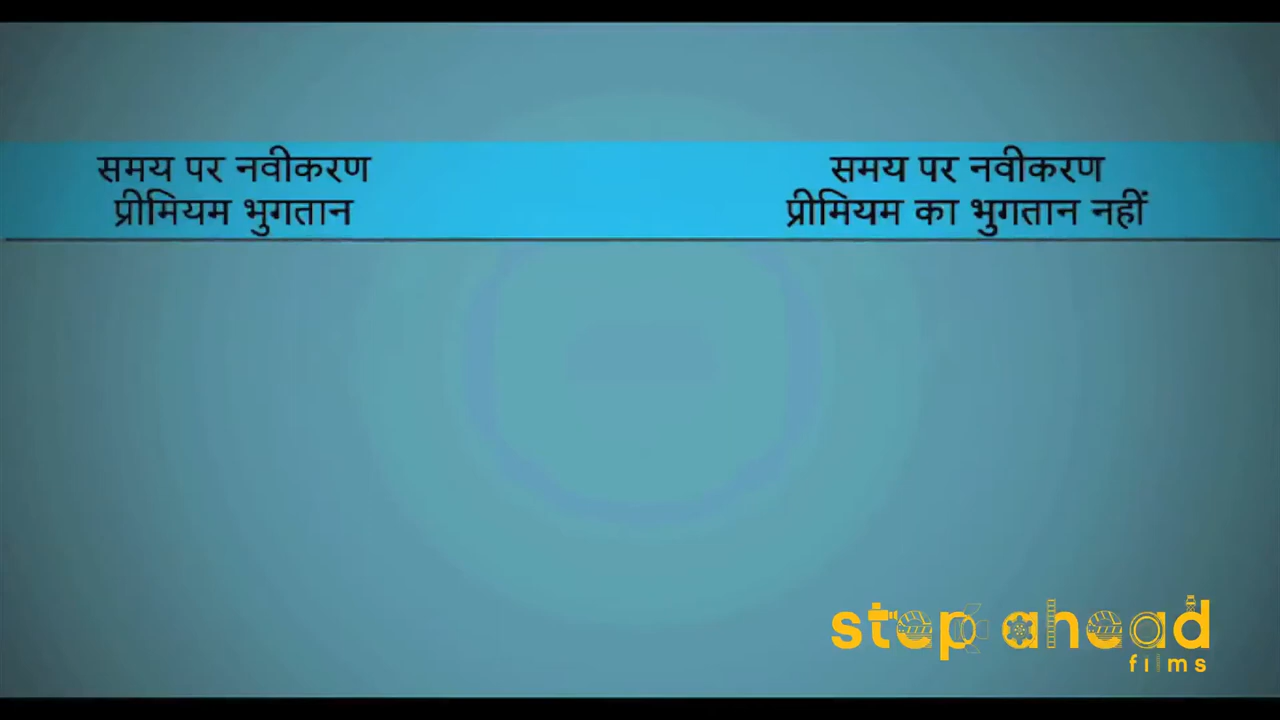 समय पर नवीकरण
प्रीमियम भुगतान
समय पर नवीकरण
प्रीमियम का भुगतान नहीं
step ahead
films